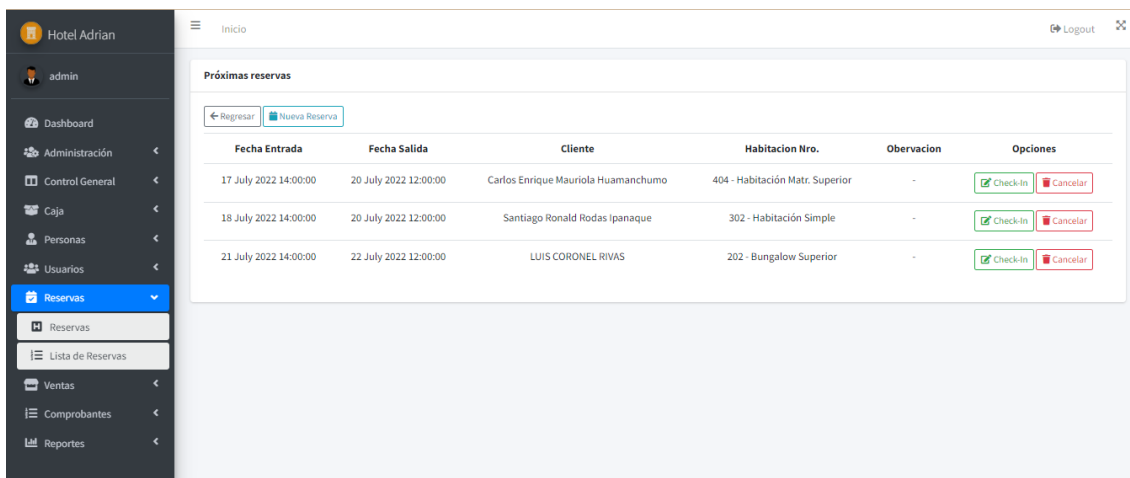 Hotel Adrian
Inicio
Logout
admin
Próximas reservas
Regresar Nueva Reserva
Fecha Entrada Fecha Salida Cliente Habitacion Nro. Obervacion Opciones
17 July 2022 14:00:00 20 July 2022 12:00:00 Carlos Enrique Mauriola Huamanchumo 404 - Habitación Matr. Superior - Check-In Cancelar
18 July 2022 14:00:00 20 July 2022 12:00:00 Santiago Ronald Rodas Ipanaque 302 - Habitación Simple - Check-In Cancelar
21 July 2022 14:00:00 22 July 2022 12:00:00 LUIS CORONEL RIVAS 202 - Bungalow Superior - Check-In Cancelar
Dashboard
Administración
Control General
Caja
Personas
Usuarios
Reservas
H Reservas
Lista de Reservas
Ventas
Comprobantes
Reportes